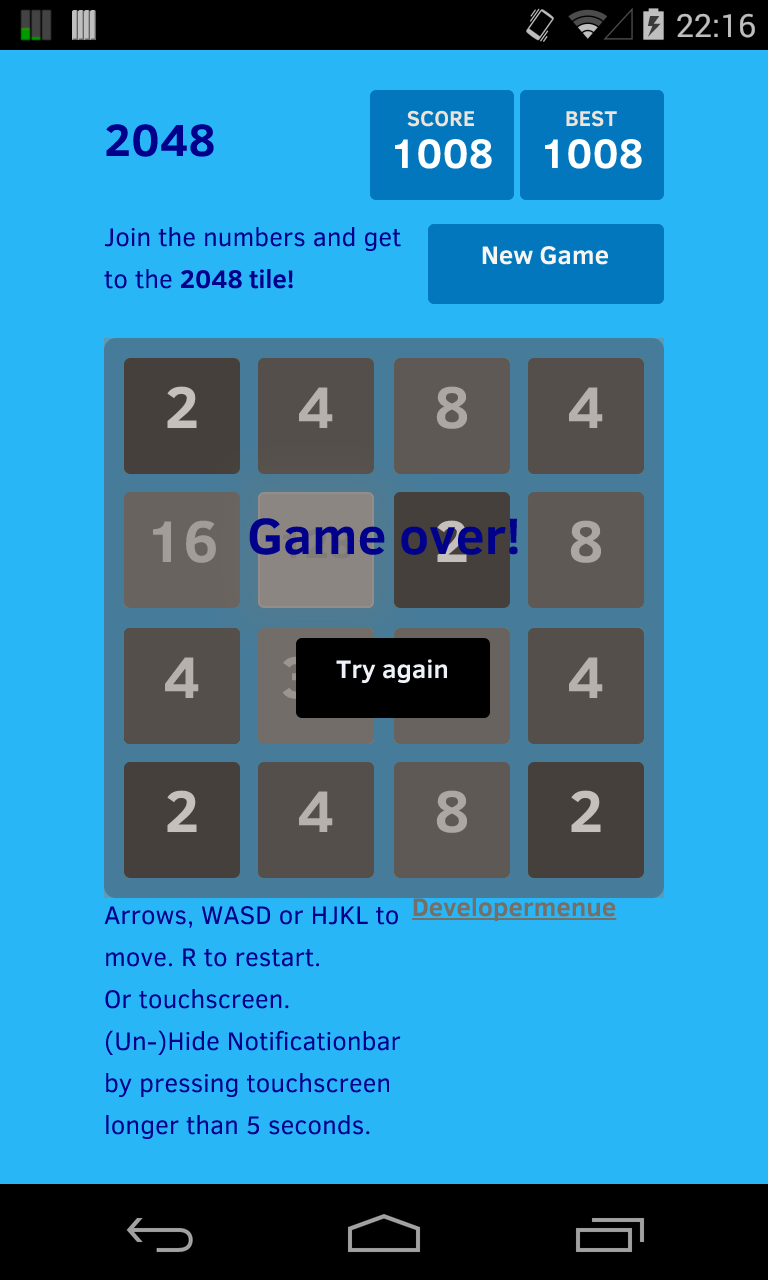 22:16
2048
SCORE
1008
BEST
1008
Join the numbers and get
to the 2048 tile!
New Game
2 4 8 4
16 2 8
Game over!
4 4
Try again
2 4 8 2
Arrows, WASD or HJKL to
move. R to restart.
Or touchscreen.
(Un-)Hide Notificationbar
by pressing touchscreen
longer than 5 seconds.
Developermenue